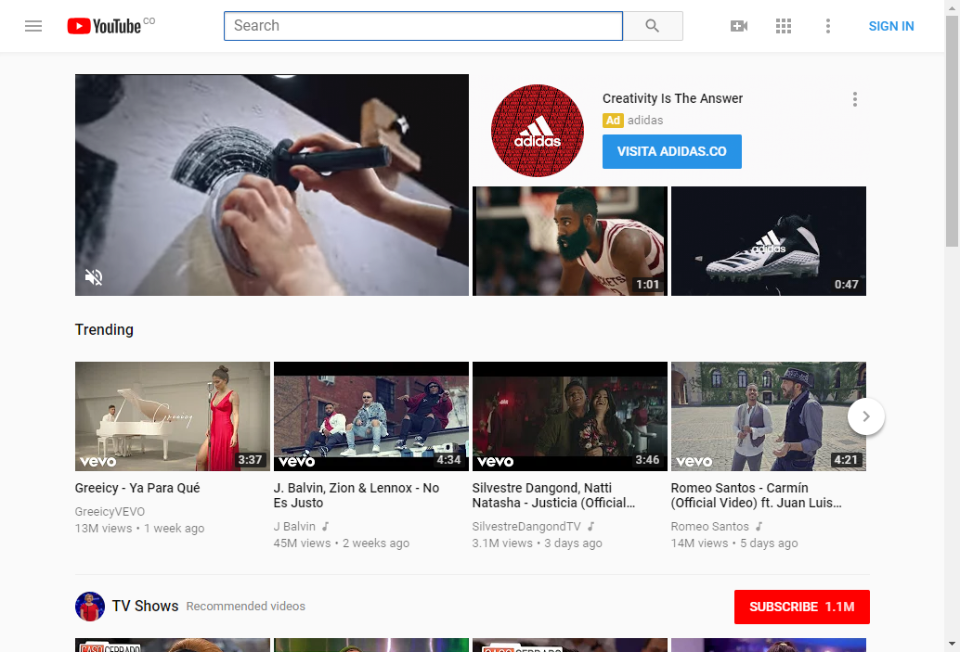 YouTube CO
Search
SIGN IN
Creativity Is The Answer
Ad adidas
VISITA ADIDAS.CO
adidas
adidas
1:01
0:47
Trending
Greeicy
vevo
3:37
vevo
4:34
vevo
3:46
vevo
4:21
Greeicy - Ya Para Qué
GreeicyVEVO
13M views • 1 week ago
J. Balvin, Zion & Lennox - No
Es Justo
J Balvin
45M views • 2 weeks ago
Silvestre Dangond, Natti
Natasha - Justicia (Official...
SilvestreDangondTV
3.1M views • 3 days ago
Romeo Santos - Carmín
(Official Video) ft. Juan Luis...
Romeo Santos
14M views • 5 days ago
TV Shows Recommended videos
SUBSCRIBE 1.1M
CASO CERRADO
CASO CERRADO